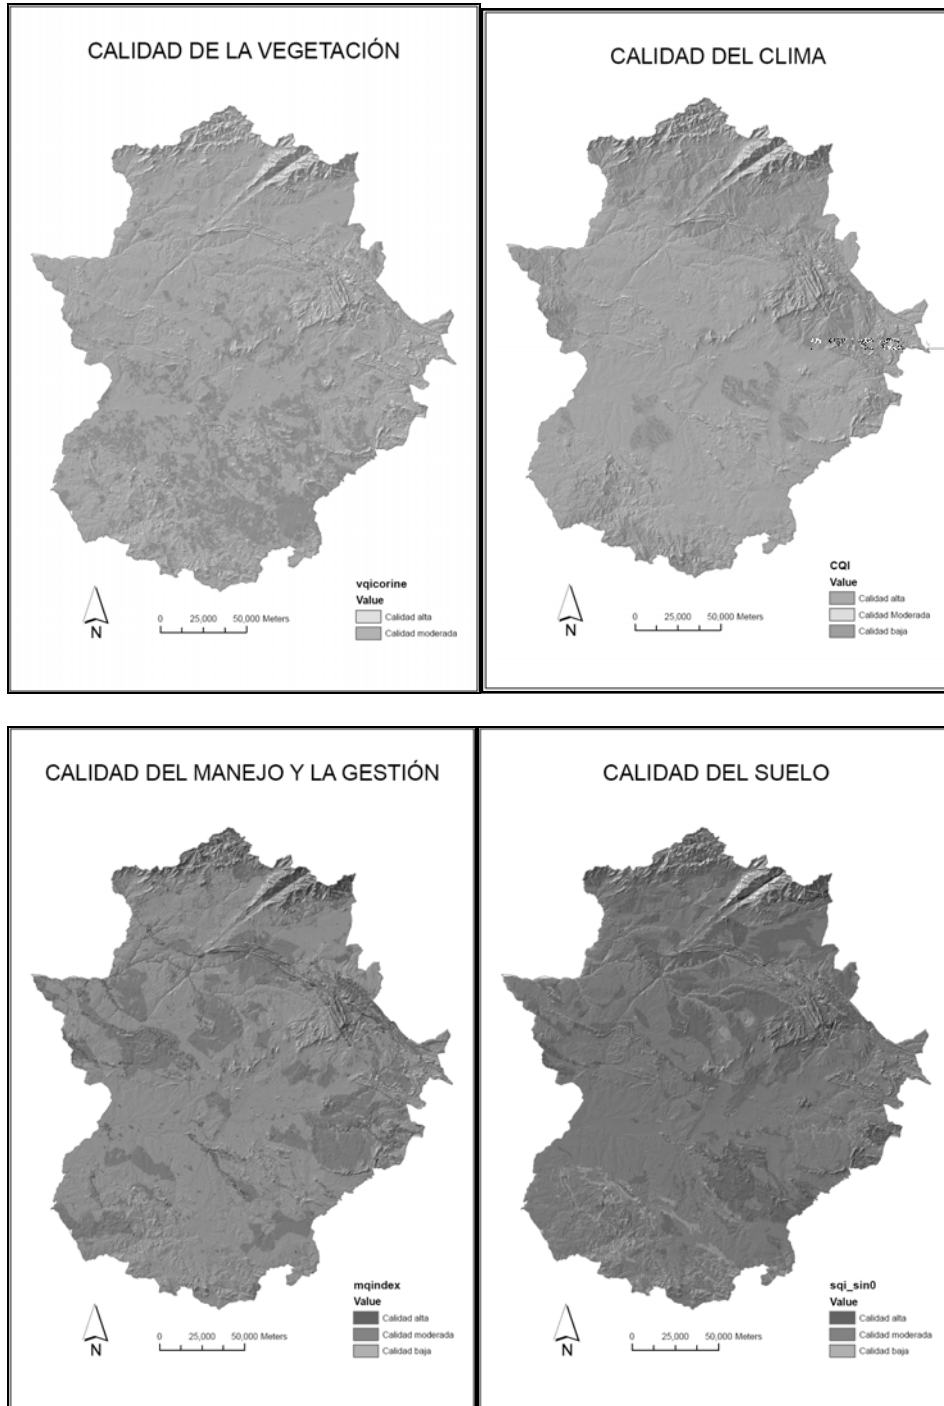 CALIDAD DE LA VEGETACIÓN
vqicorine
Value
Calidad alta
Calidad moderada
0 25,000 50,000 Meters
N
CALIDAD DEL CLIMA
CQI
Value
Calidad alta
Calidad Moderada
Calidad baja
0 25,000 50,000 Meters
N
CALIDAD DEL MANEJO Y LA GESTIÓN
mqindex
Value
Calidad alta
Calidad moderada
Calidad baja
0 25,000 50,000 Meters
N
CALIDAD DEL SUELO
sqi_sin0
Value
Calidad alta
Calidad moderada
Calidad baja
0 25,000 50,000 Meters
N